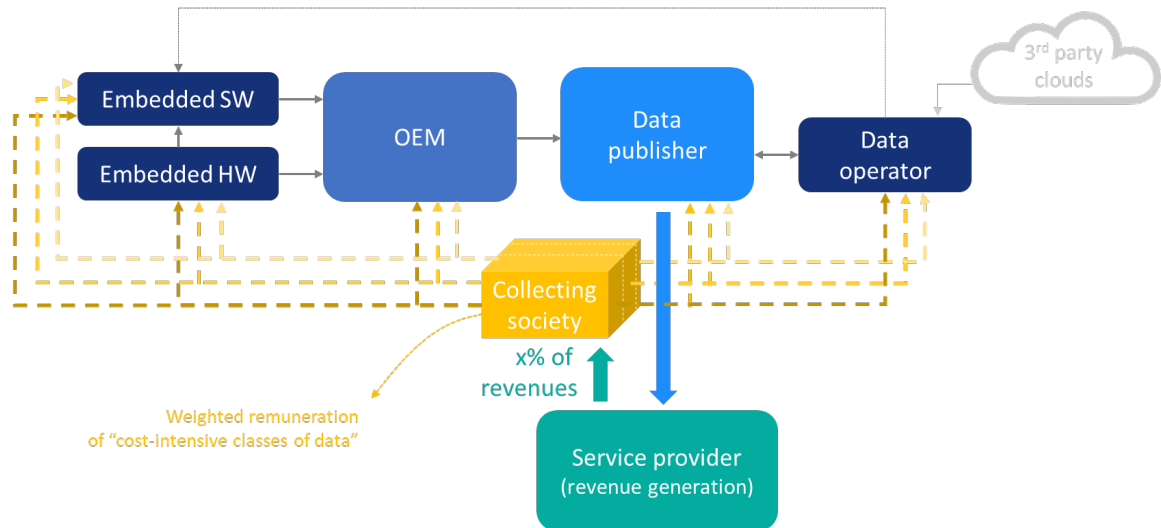 3rd party
clouds
Embedded SW
OEM
Data
publisher
Data
operator
Embedded HW
Collecting
society
x% of
revenues
Weighted remuneration
of “cost-intensive classes of data”
Service provider
(revenue generation)